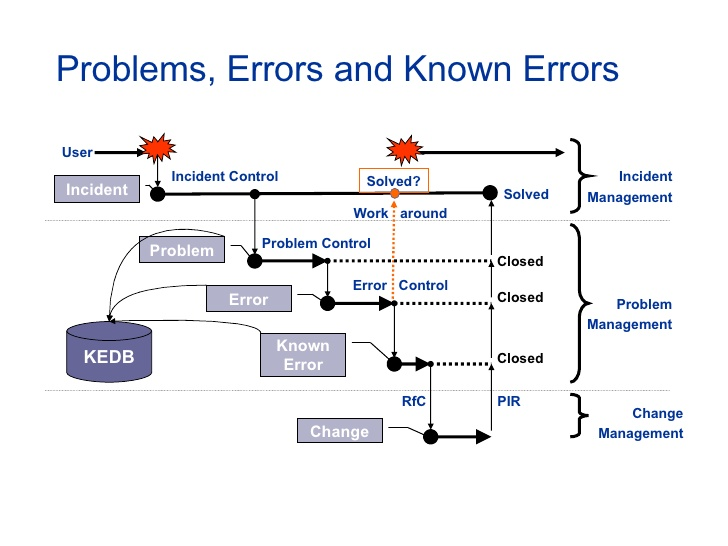 Problems, Errors and Known Errors
User
Incident Control
Incident
Solved?
Solved
Incident
Management
Work around
Problem Control
Problem
Closed
Error Control
Error
Closed
Problem
Management
KEDB
Known
Error
Closed
RfC
PIR
Change
Change
Management